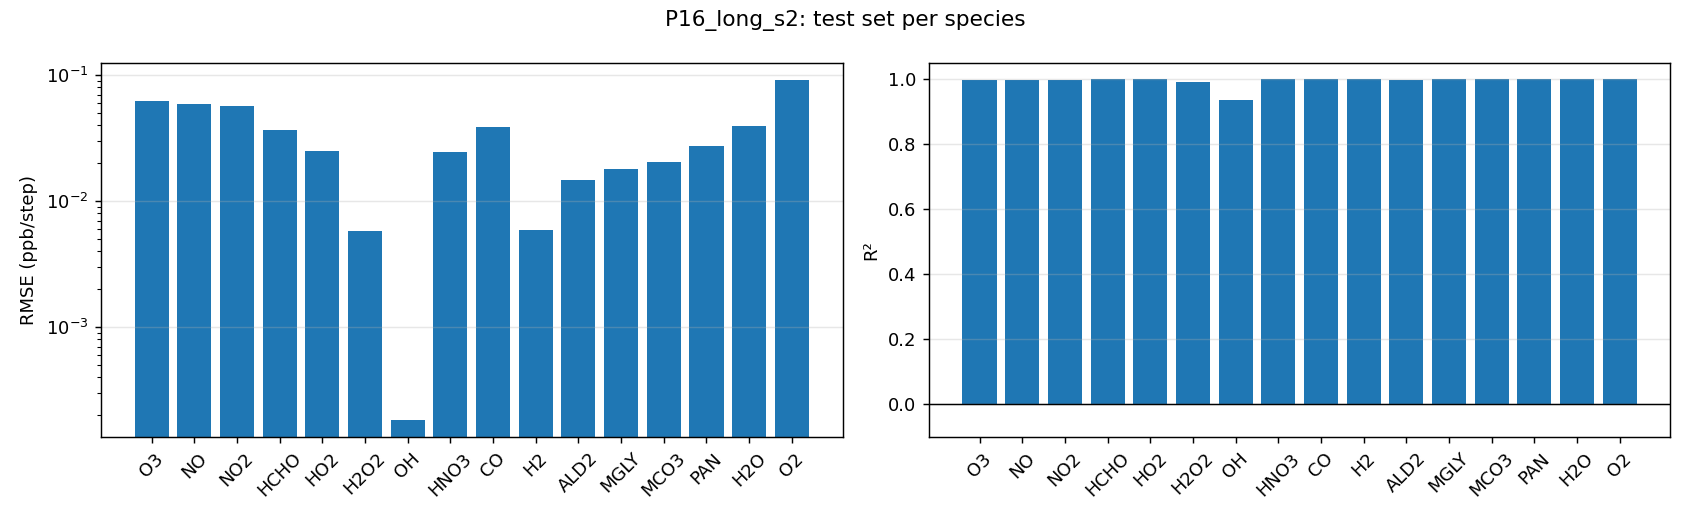 P16_long_s2: test set per species
RMSE (ppb/step)
10⁻¹
10⁻²
10⁻³
O3 NO NO2 HCHO HO2 H2O2 OH HNO3 CO H2 ALD2 MGLY MCO3 PAN H2O O2
R²
1.0
0.8
0.6
0.4
0.2
0.0
O3 NO NO2 HCHO HO2 H2O2 OH HNO3 CO H2 ALD2 MGLY MCO3 PAN H2O O2